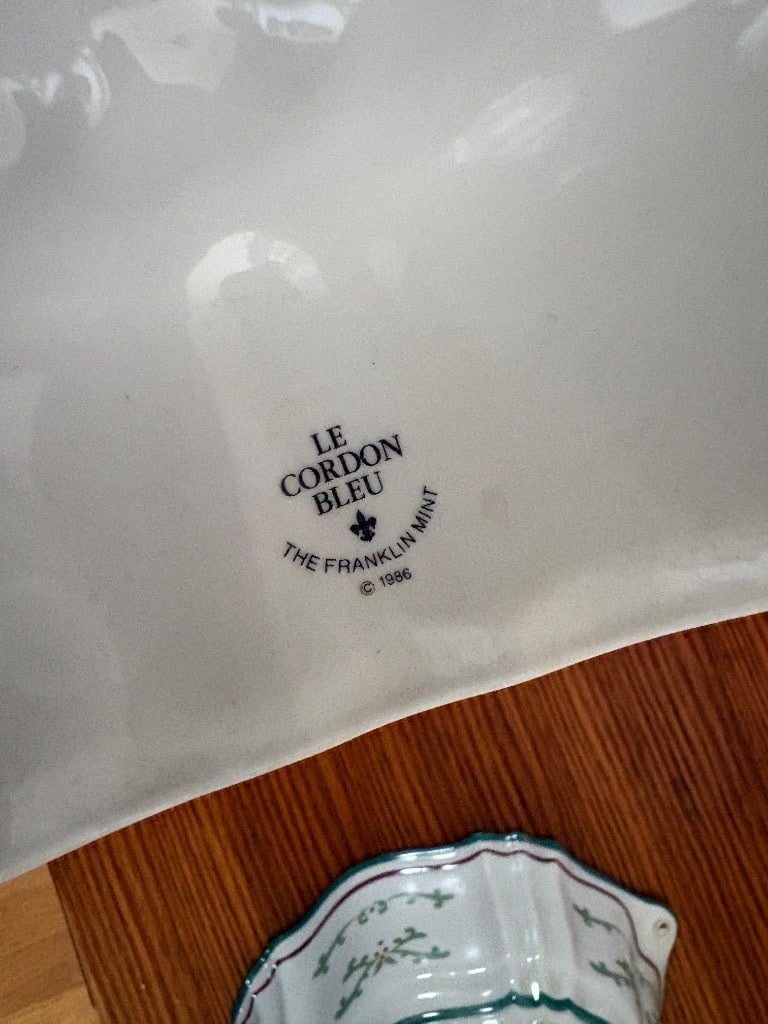 LE
CORDON
BLEU
THE FRANKLIN MINT
© 1986